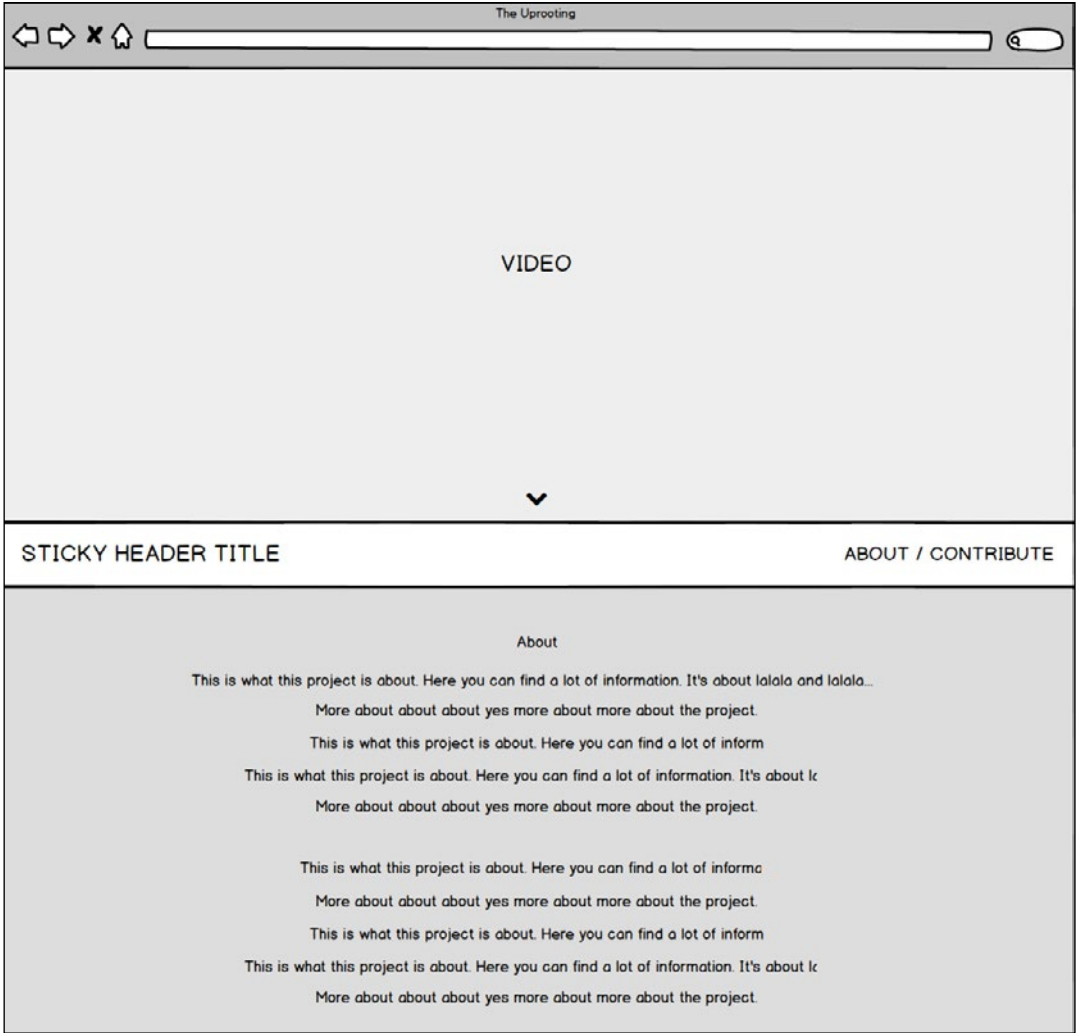 The Uprooting
VIDEO
STICKY HEADER TITLE
ABOUT / CONTRIBUTE
About
This is what this project is about. Here you can find a lot of information. It's about lalala and lalala...
More about about about yes more about more about the project.
This is what this project is about. Here you can find a lot of inform
This is what this project is about. Here you can find a lot of information. It's about l
More about about about yes more about more about the project.
This is what this project is about. Here you can find a lot of informa
More about about about yes more about more about the project.
This is what this project is about. Here you can find a lot of inform
This is what this project is about. Here you can find a lot of information. It's about l
More about about about yes more about more about the project.